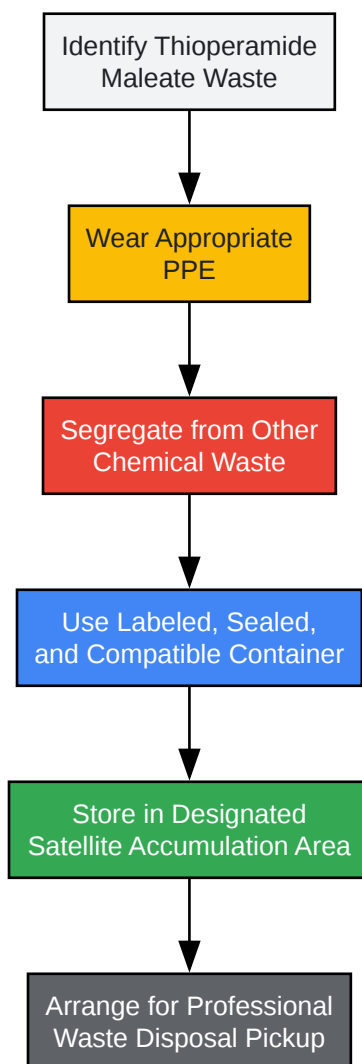 Identify Thioperamide
Maleate Waste
Wear Appropriate
PPE
Segregate from Other
Chemical Waste
Use Labeled, Sealed,
and Compatible Container
Store in Designated
Satellite Accumulation Area
Arrange for Professional
Waste Disposal Pickup